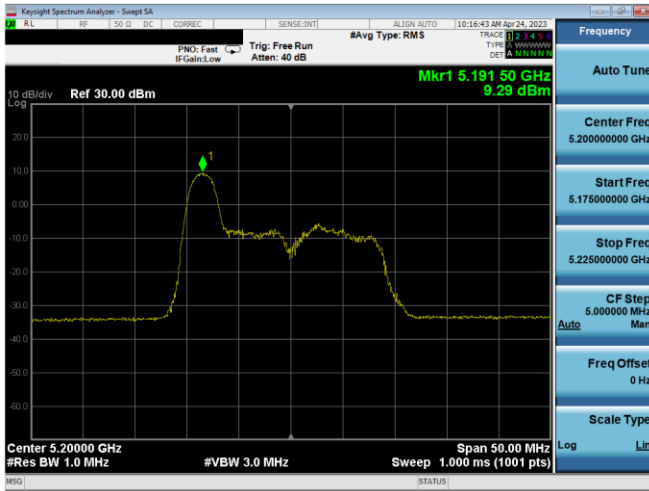 Keysight Spectrum Analyzer - Swept SA
RL RF 50 Ω DC CORREC SENSE:INT ALIGN AUTO 10:16:43 AM Apr 24, 2023
PNO: Fast
IFGain:Low
Trig: Free Run
Atten: 40 dB
#Avg Type: RMS
TRACE 1 2 3 4 5 6
TYPE A WWWWW
DET A N N N N N
Mkr1 5.191 50 GHz
9.29 dBm
10 dB/div Ref 30.00 dBm
Log
20.0
10.0
0.00
-10.0
-20.0
-30.0
-40.0
-50.0
-60.0
1
Center 5.20000 GHz Span 50.00 MHz
#Res BW 1.0 MHz #VBW 3.0 MHz Sweep 1.000 ms (1001 pts)
MSG STATUS
Frequency
Auto Tune
Center Freq
5.200000000 GHz
Start Freq
5.175000000 GHz
Stop Freq
5.225000000 GHz
CF Step
5.000000 MHz
Auto Man
Freq Offset
0 Hz
Scale Type
Log Lin